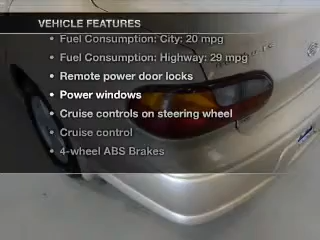 VEHICLE FEATURES
• Fuel Consumption: City: 20 mpg
• Fuel Consumption: Highway: 29 mpg
• Remote power door locks
• Power windows
• Cruise controls on steering wheel
• Cruise control
• 4-wheel ABS Brakes